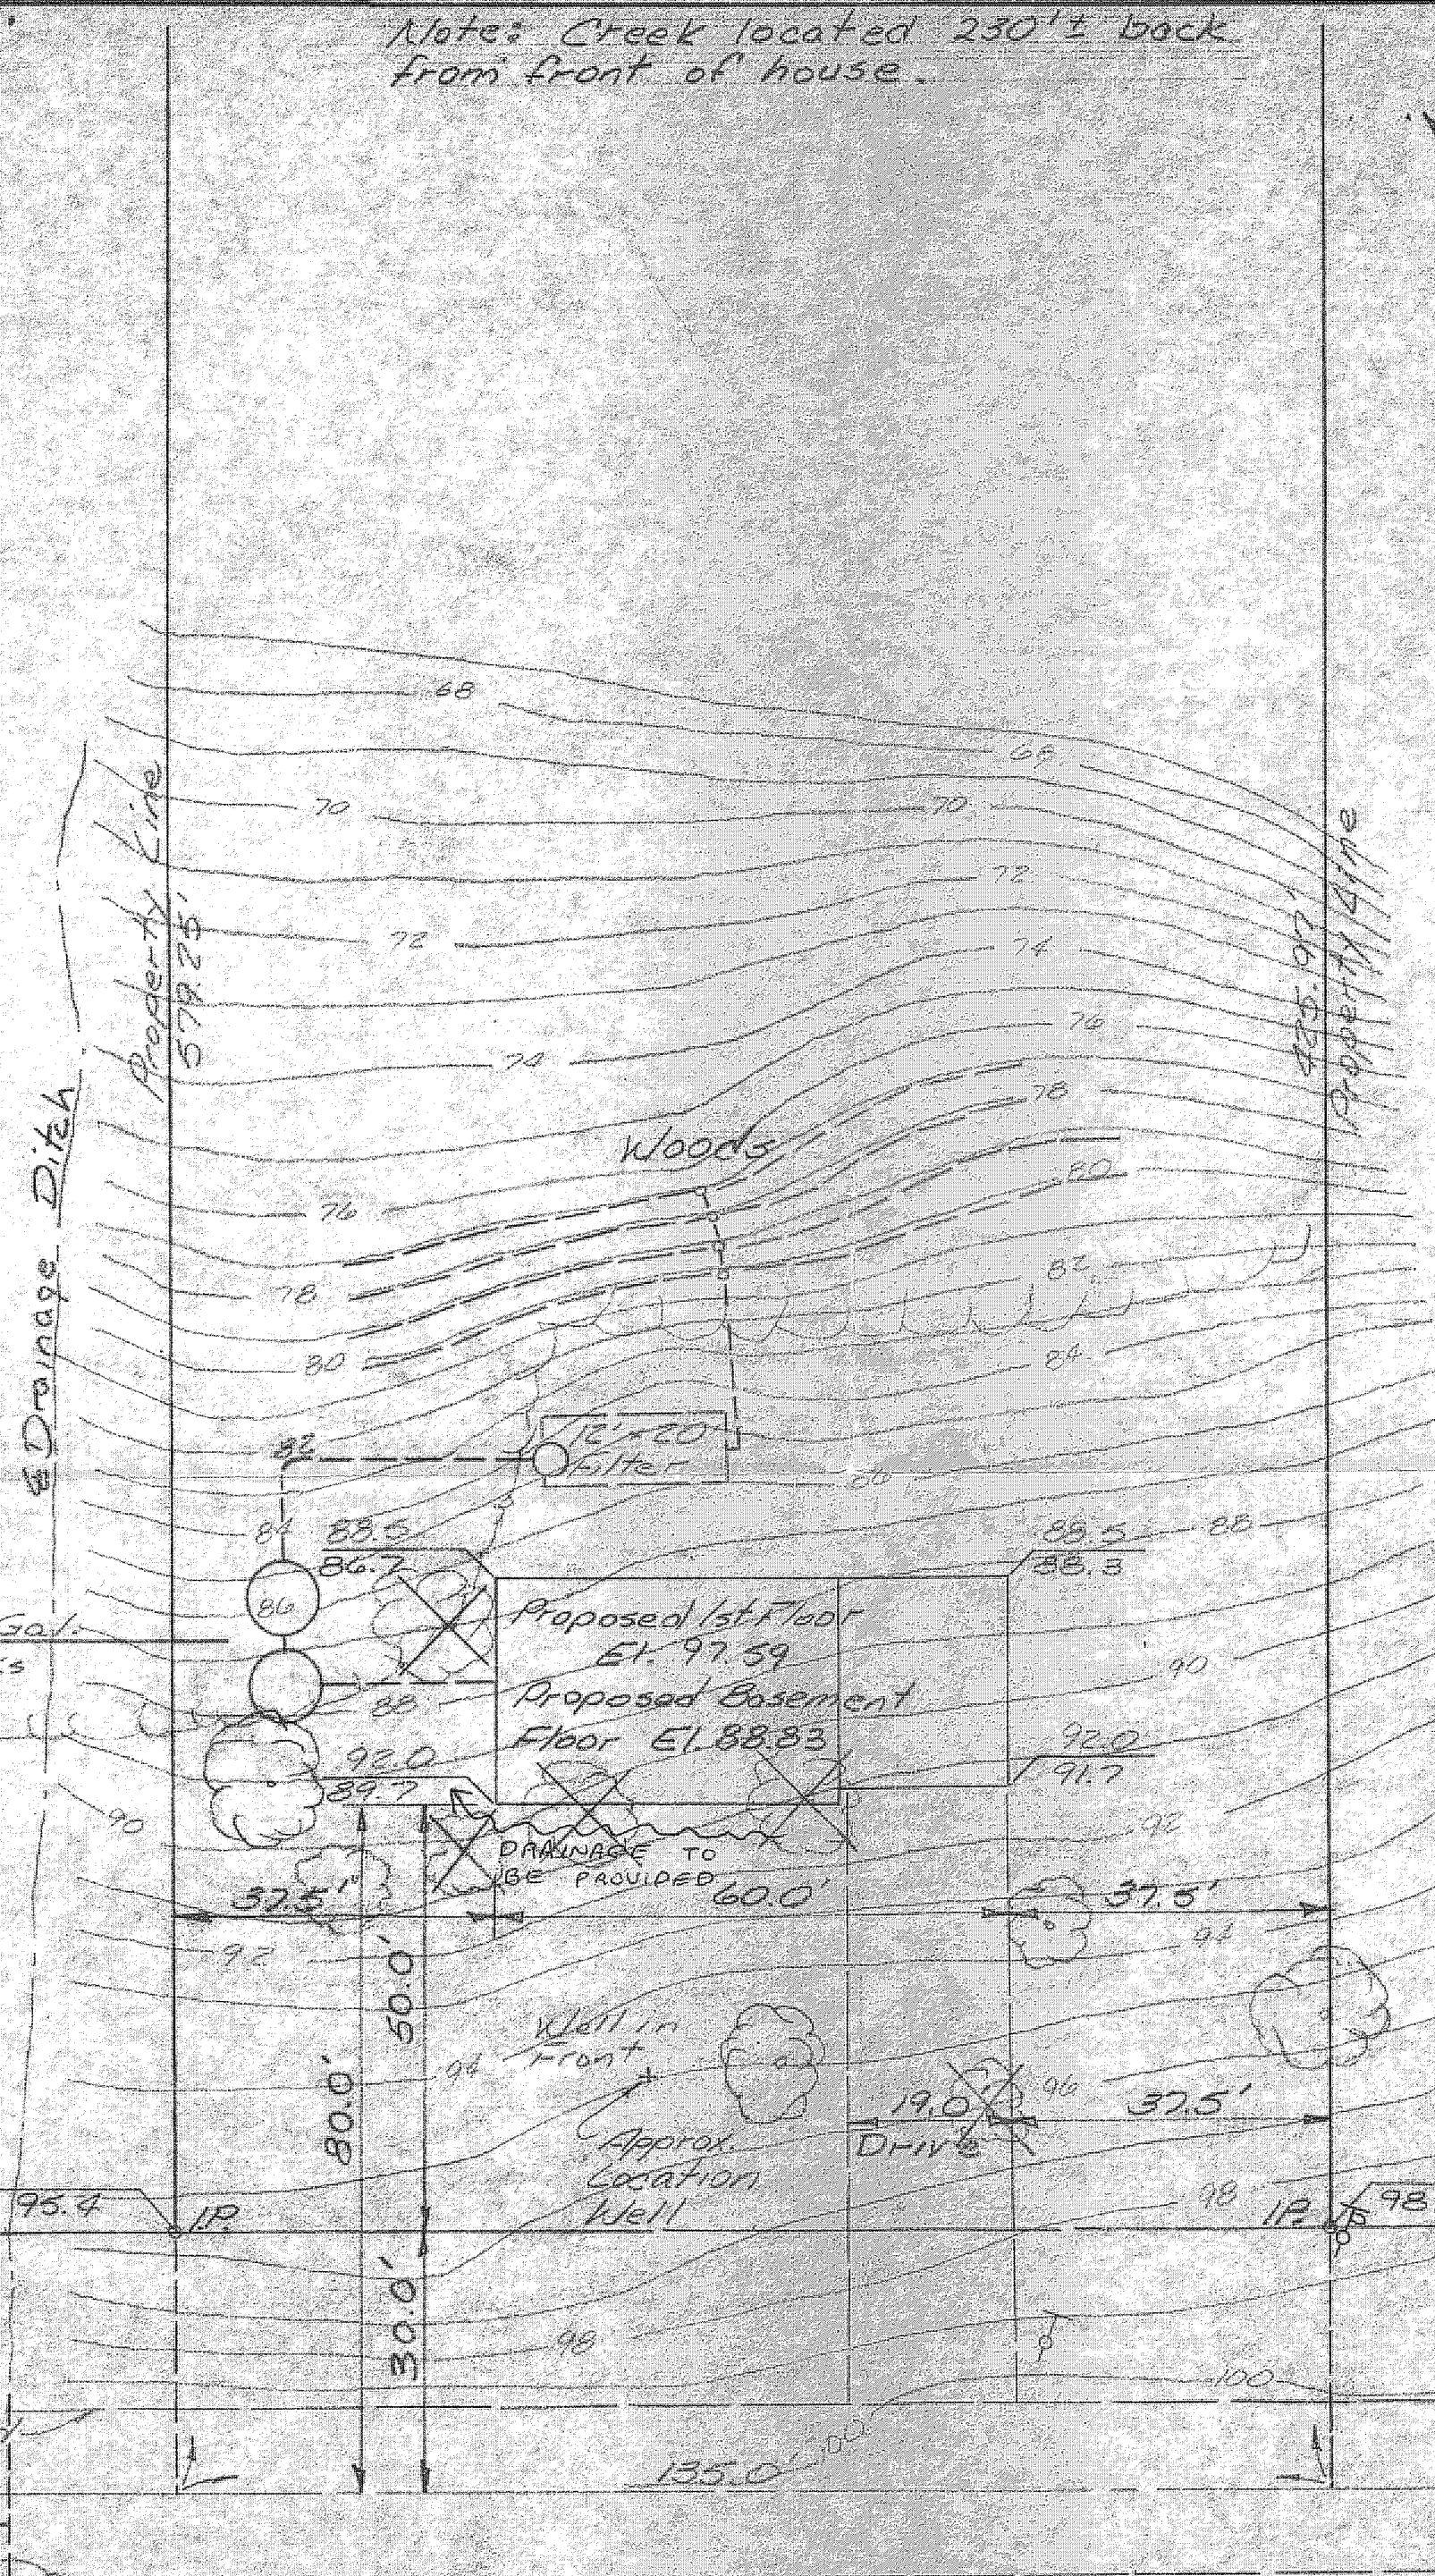 Note: Creek located 230'± back
from front of house.
68
68
70
70
72
72
74
74
76
76
78
78
80
80
82
82
84
84
86
86
88
88
90
90
92
92
94
94
96
98
98
100
100
Property Line
579.25'
425.97'
Property Line
℄ Drainage Ditch
Woods
12' x 20'
Filter
88.5
86.7
88.5
88.3
Gal.
Proposed 1st Floor
El. 97.59
Proposed Basement
Floor El. 88.83
92.0
89.7
92.0
91.7
DRAINAGE TO
BE PROVIDED
37.5'
60.0'
37.5'
50.0'
80.0'
30.0'
Well in
Front
Approx.
Location
Well
19.0'
Drive
37.5'
95.4
I.P.
I.P.
98
135.0'